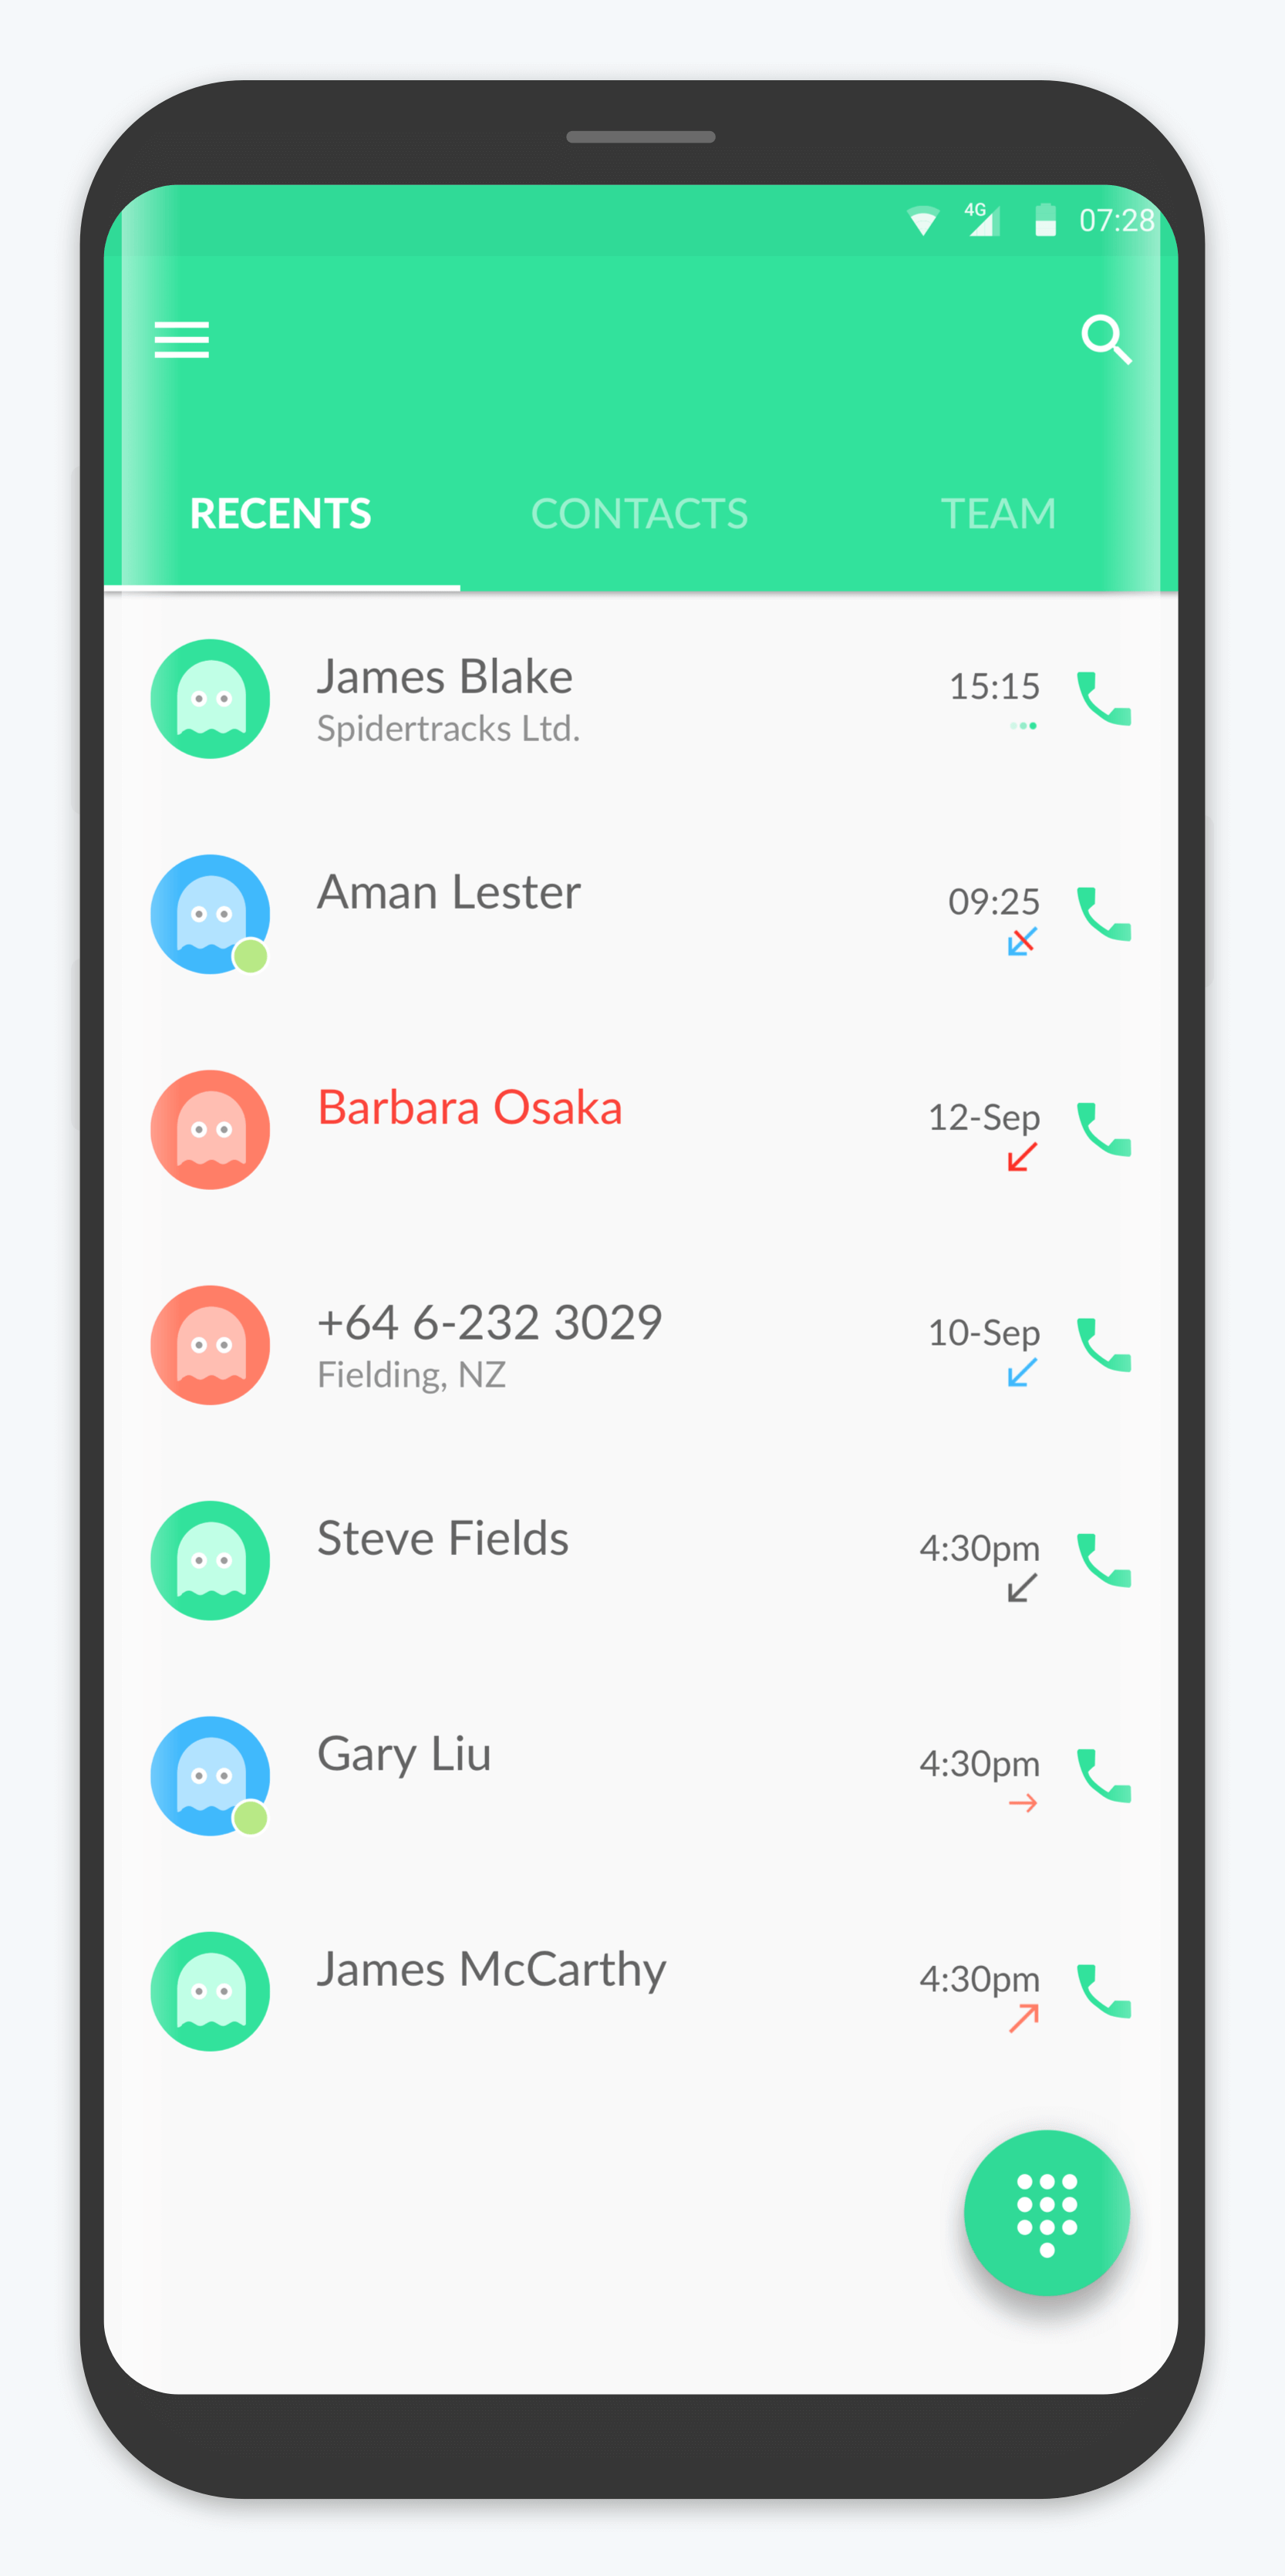 4G 07:28
RECENTS CONTACTS TEAM
James Blake 15:15
Spidertracks Ltd.
Aman Lester 09:25
Barbara Osaka 12-Sep
+64 6-232 3029 10-Sep
Fielding, NZ
Steve Fields 4:30pm
Gary Liu 4:30pm
James McCarthy 4:30pm